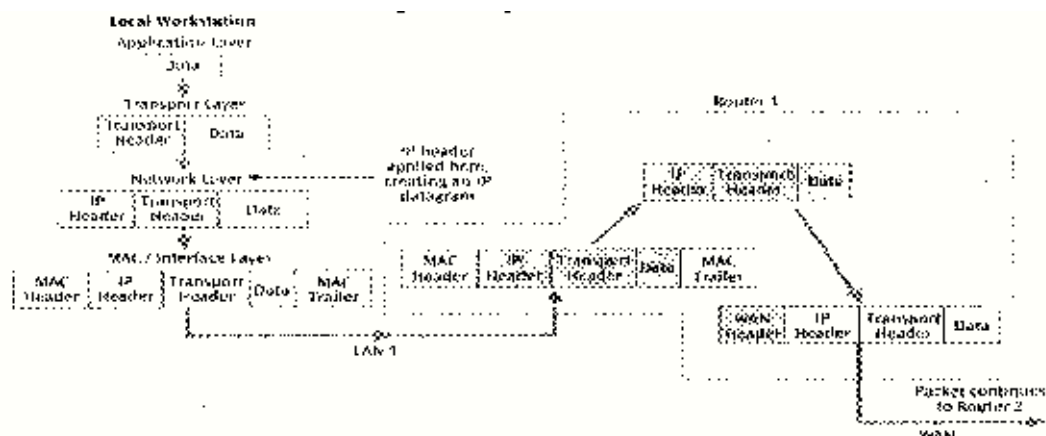 Local Workstation
Application Layer
Data
Transport Layer
Transport
Header
Data
Network Layer
IP
Header
Transport
Header
Data
MAC / Interface Layer
MAC
Header
IP
Header
Transport
Header
Data
MAC
Trailer
LAN 1
IP header
applied here,
creating an IP
datagram
Router 1
MAC
Header
IP
Header
Transport
Header
Data
MAC
Trailer
IP
Header
Transport
Header
Data
WAN
Header
IP
Header
Transport
Header
Data
Packet continues
to Router 2
WAN